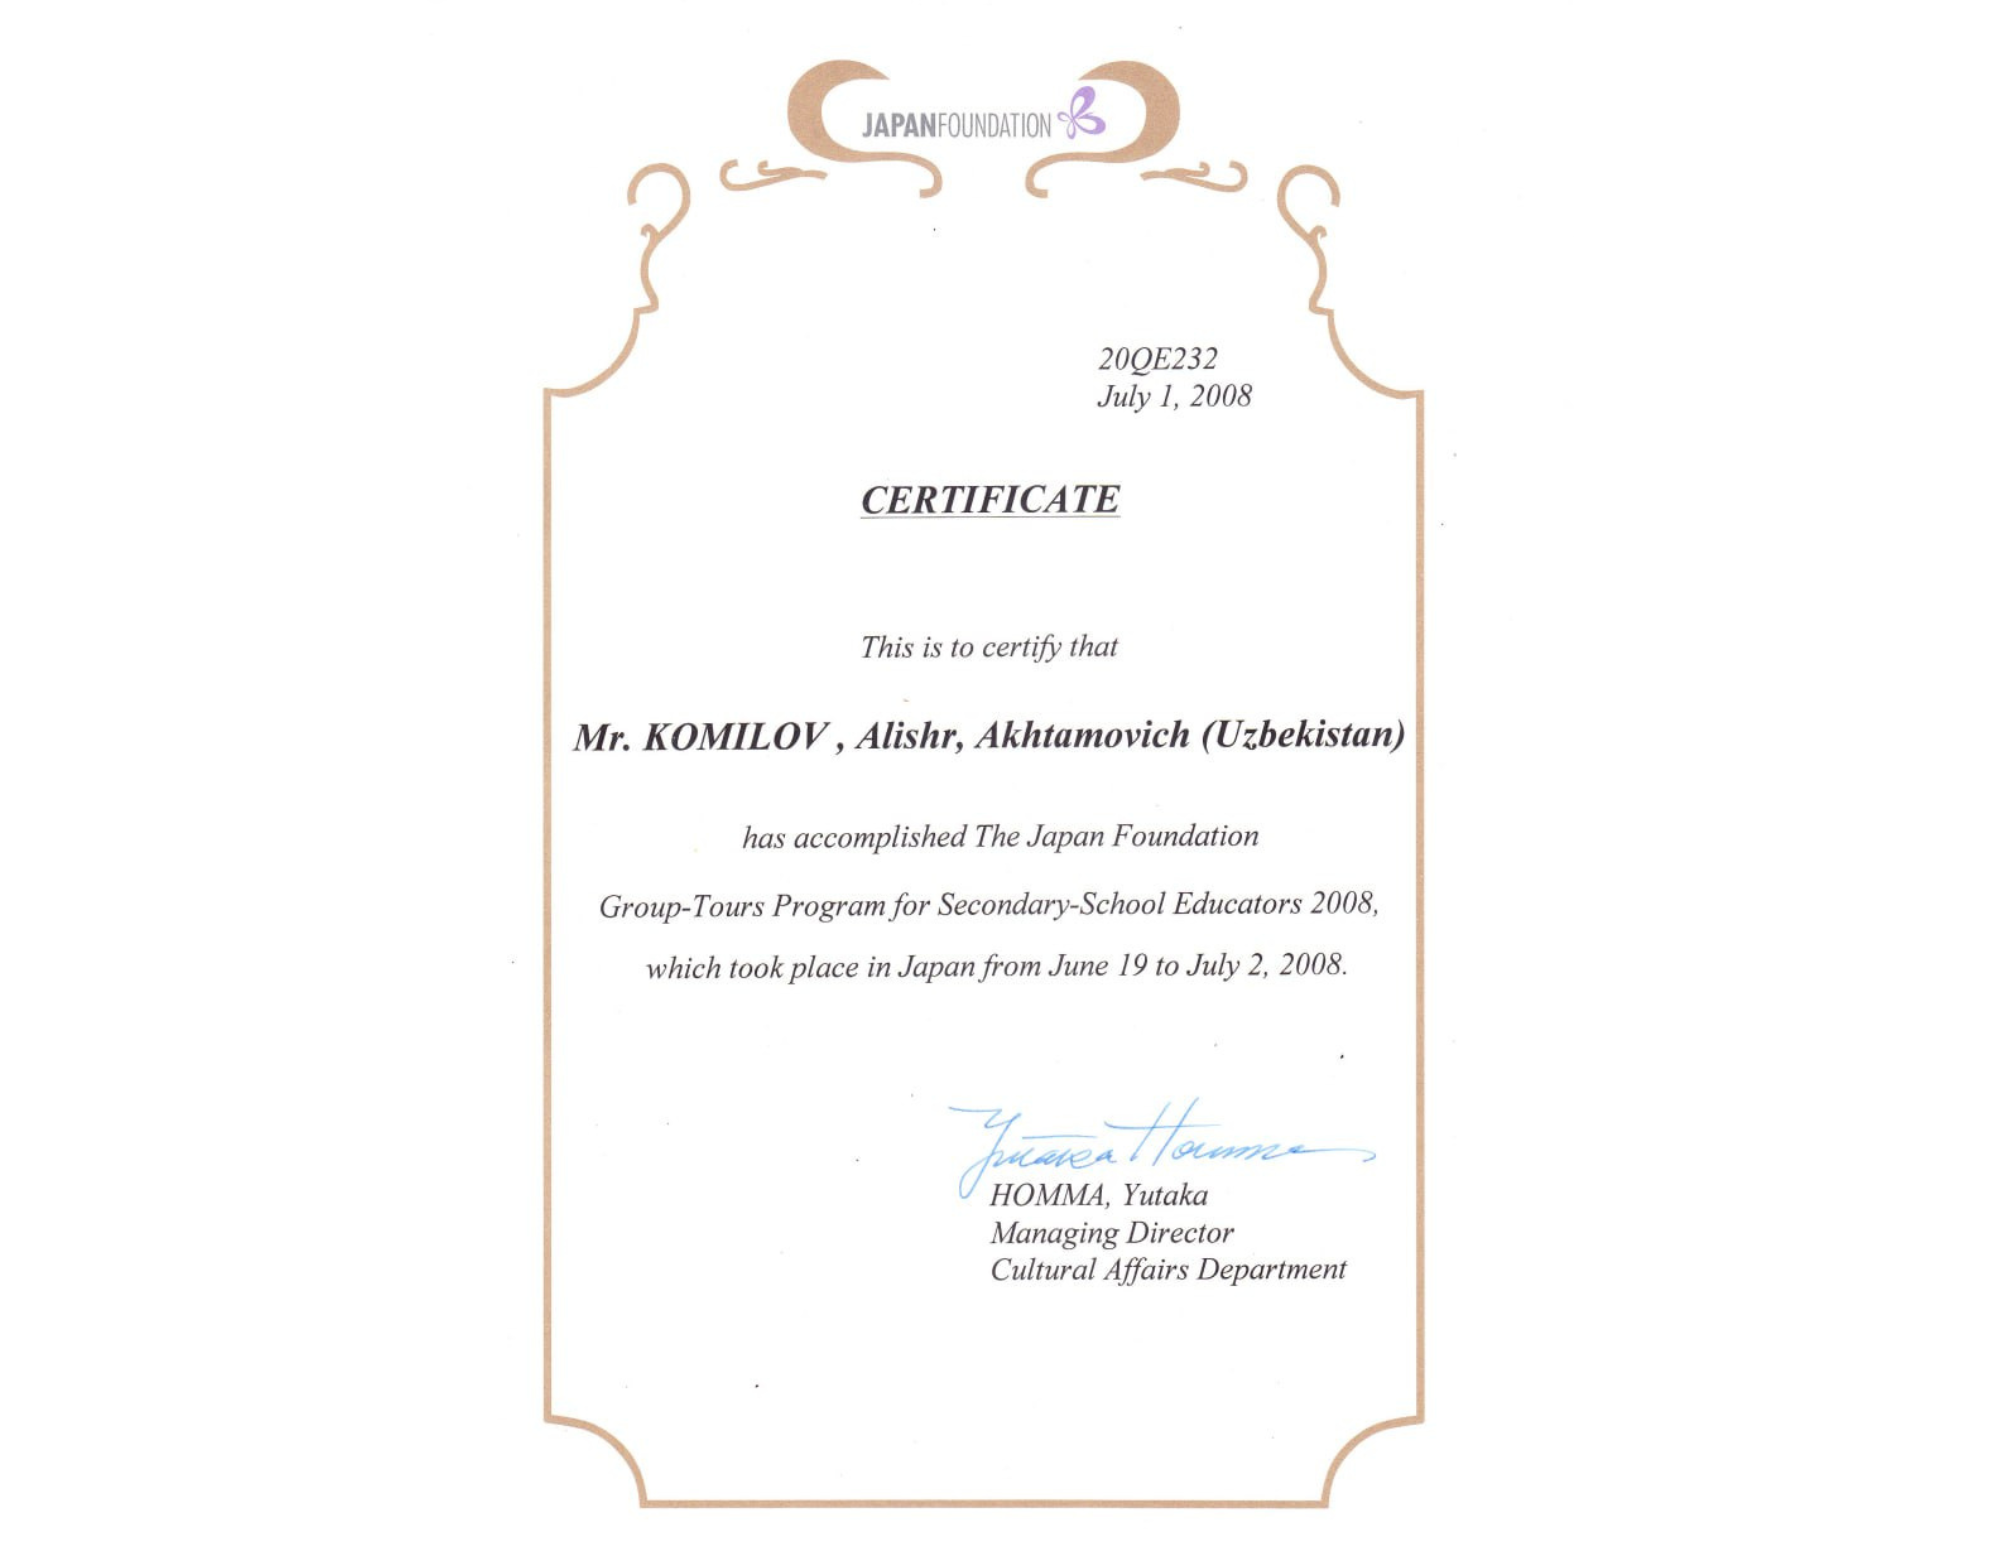 JAPANFOUNDATION
20QE232
July 1, 2008
CERTIFICATE
This is to certify that
Mr. KOMILOV , Alishr, Akhtamovich (Uzbekistan)
has accomplished The Japan Foundation
Group-Tours Program for Secondary-School Educators 2008,
which took place in Japan from June 19 to July 2, 2008.
Yutaka Homma
HOMMA, Yutaka
Managing Director
Cultural Affairs Department